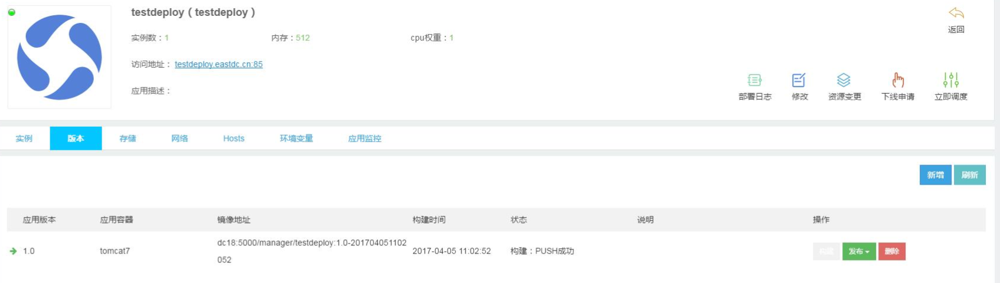 testdeploy ( testdeploy )
返回
实例数：1 内存：512 cpu权重：1
访问地址： testdeploy.eastdc.cn:85
应用描述：
部署日志 修改 资源变更 下线申请 立即调度
实例 版本 存储 网络 Hosts 环境变量 应用监控
新增 刷新
应用版本 应用容器 镜像地址 构建时间 状态 说明 操作
1.0 tomcat7 dc18:5000/manager/testdeploy:1.0-201704051102
052 2017-04-05 11:02:52 构建：PUSH成功 构建 发布 删除